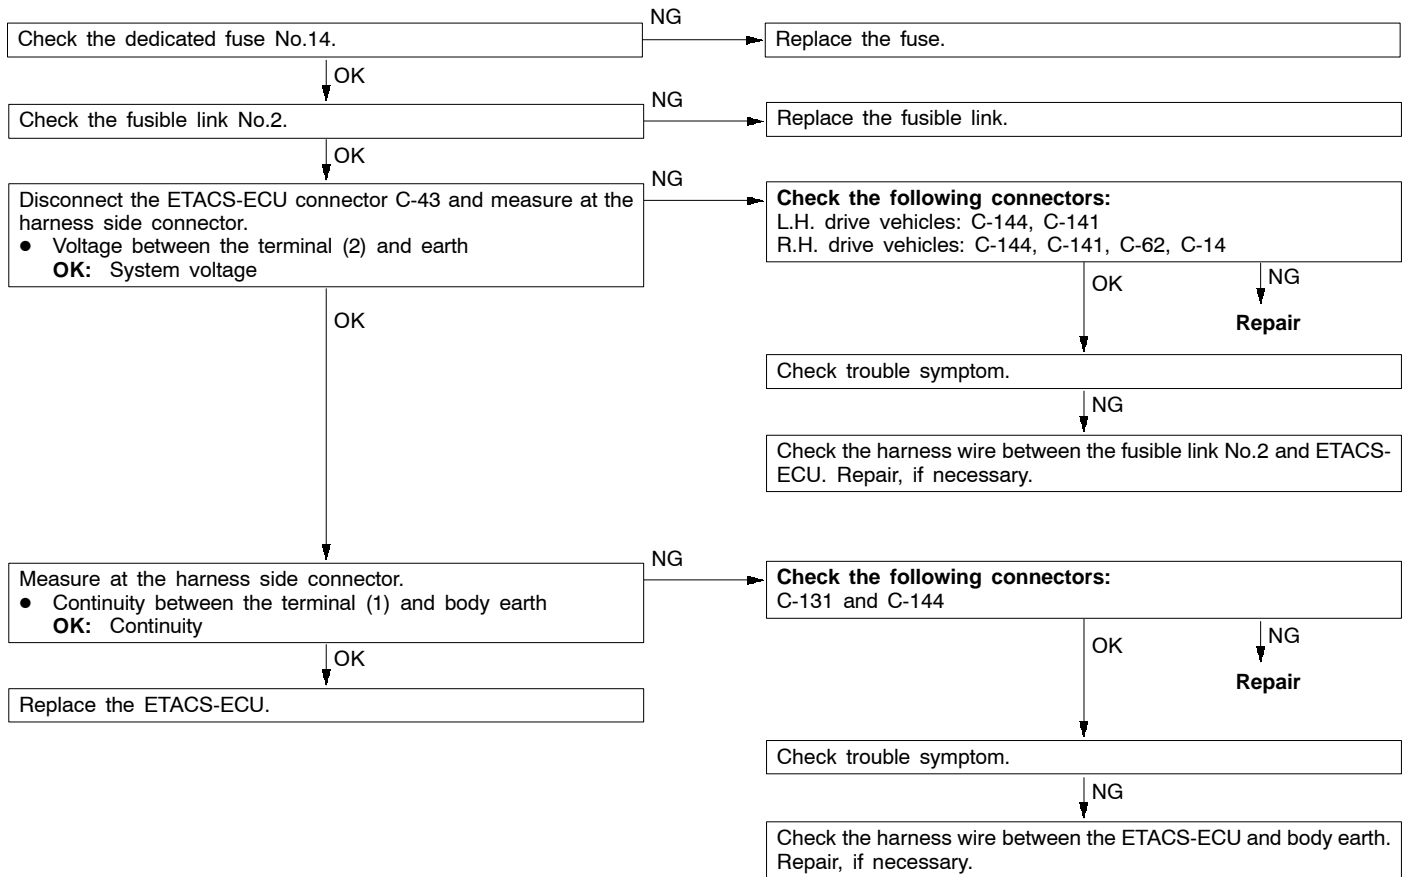 NG
Check the dedicated fuse No.14.
Replace the fuse.
OK
NG
Check the fusible link No.2.
Replace the fusible link.
OK
NG
Disconnect the ETACS-ECU connector C-43 and measure at the
harness side connector.
● Voltage between the terminal (2) and earth
OK: System voltage
Check the following connectors:
L.H. drive vehicles: C-144, C-141
R.H. drive vehicles: C-144, C-141, C-62, C-14
OK
NG
Repair
OK
Check trouble symptom.
NG
Check the harness wire between the fusible link No.2 and ETACS-
ECU. Repair, if necessary.
NG
Measure at the harness side connector.
● Continuity between the terminal (1) and body earth
OK: Continuity
Check the following connectors:
C-131 and C-144
OK
NG
Repair
OK
Replace the ETACS-ECU.
Check trouble symptom.
NG
Check the harness wire between the ETACS-ECU and body earth.
Repair, if necessary.